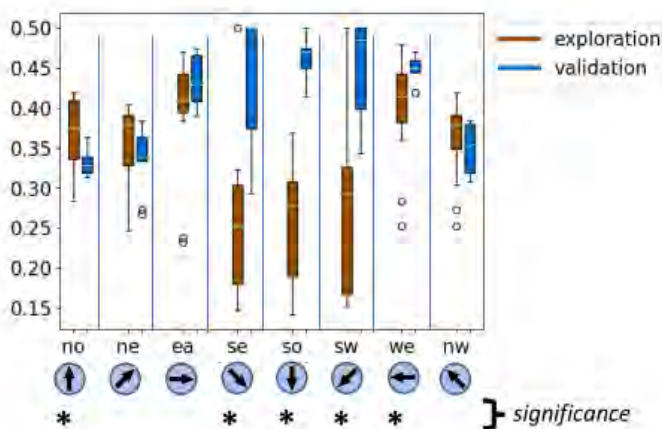 0.50
0.45
0.40
0.35
0.30
0.25
0.20
0.15
exploration
validation
no ne ea se so sw we nw
* * * * * } significance